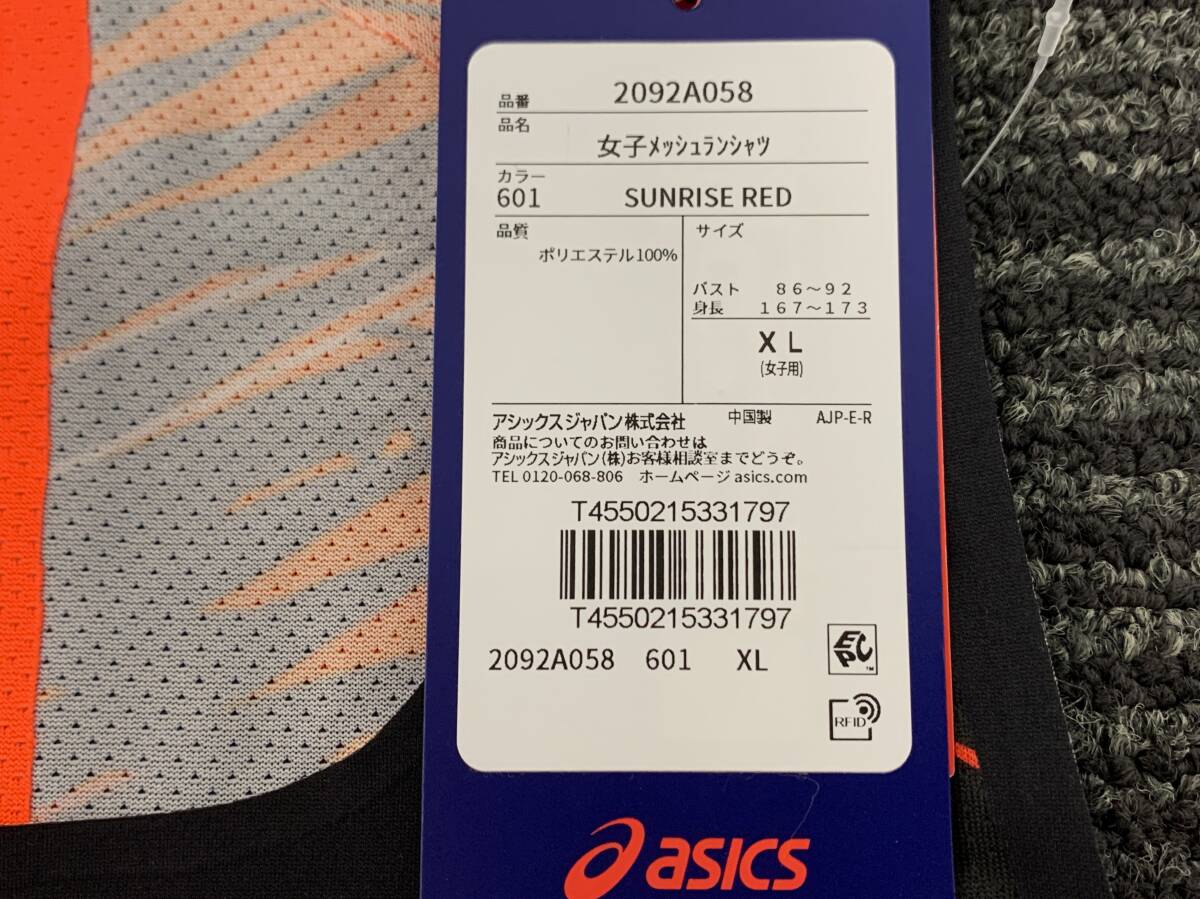 品番 2092A058
品名
女子メッシュランシャツ
カラー
601 SUNRISE RED
品質
ポリエステル100%
サイズ
バスト 86～92
身長 167～173
XL
(女子用)
アシックスジャパン株式会社 中国製 AJP-E-R
商品についてのお問い合わせは
アシックスジャパン(株)お客様相談室までどうぞ。
TEL 0120-068-806 ホームページ asics.com
T4550215331797
T4550215331797
2092A058 601 XL
EPC™
RFID
asics